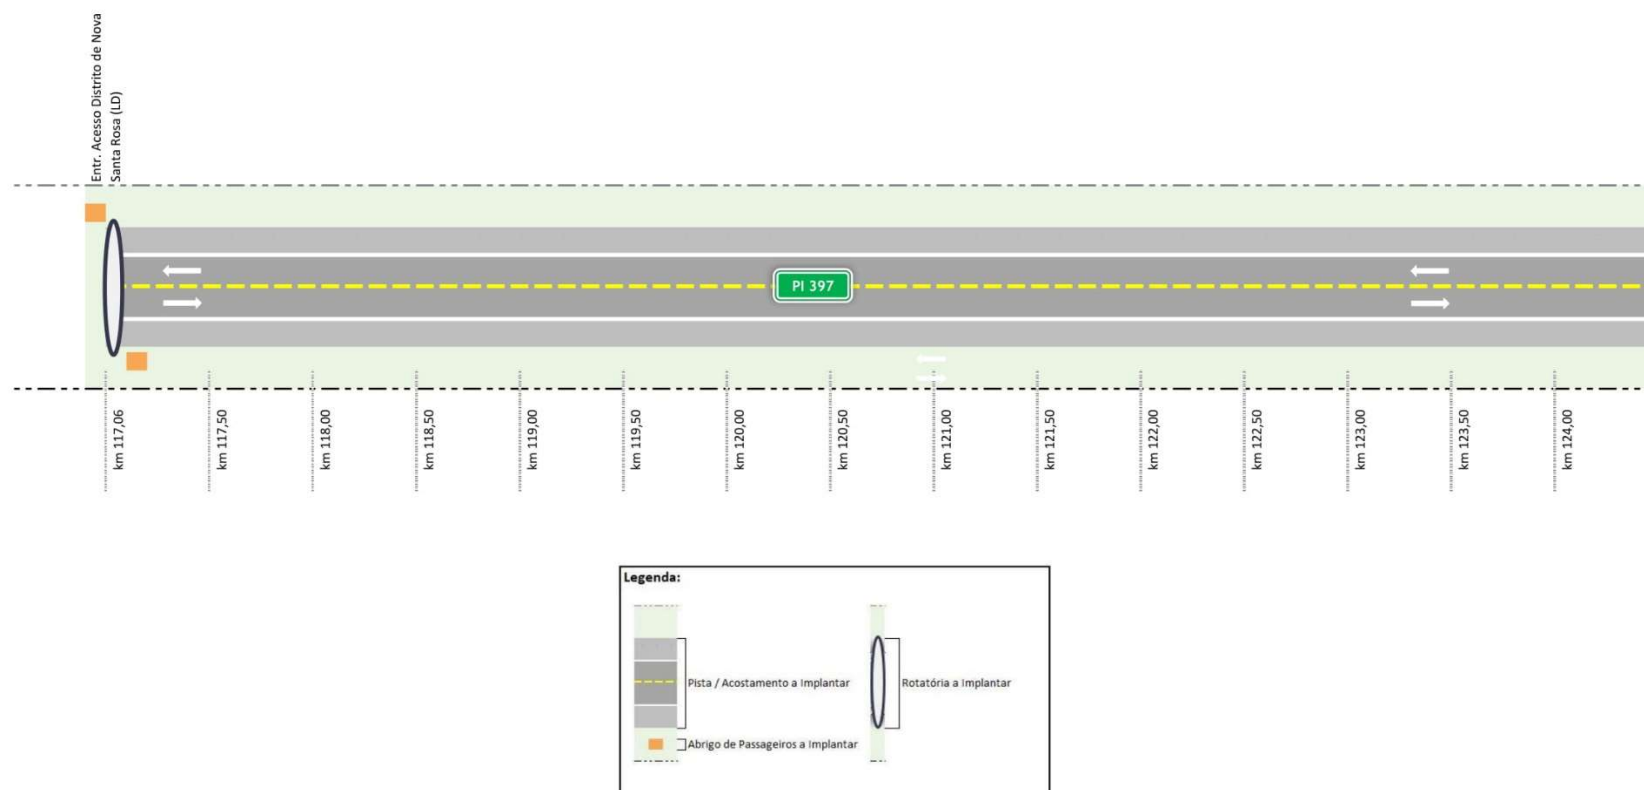 Entr. Acesso Distrito de Nova
Santa Rosa (LD)
PI 397
km 117,06
km 117,50
km 118,00
km 118,50
km 119,00
km 119,50
km 120,00
km 120,50
km 121,00
km 121,50
km 122,00
km 122,50
km 123,00
km 123,50
km 124,00
Legenda:
Pista / Acostamento a Implantar
Rotatória a Implantar
Abrigo de Passageiros a Implantar